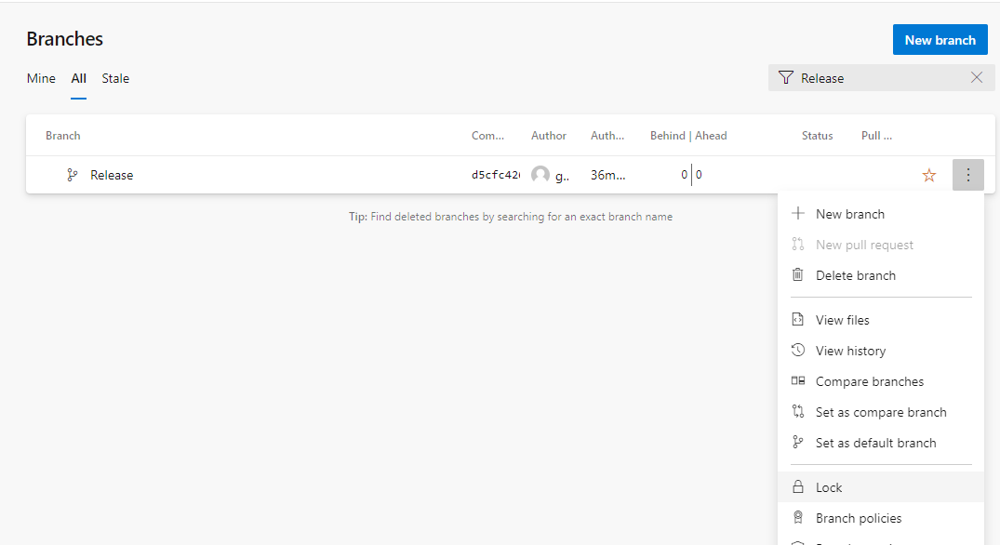 Branches
New branch
Mine All Stale
Release
Branch Com... Author Auth... Behind | Ahead Status Pull ...
Release d5cfc42 g.. 36m... 0 0
Tip: Find deleted branches by searching for an exact branch name
New branch
New pull request
Delete branch
View files
View history
Compare branches
Set as compare branch
Set as default branch
Lock
Branch policies